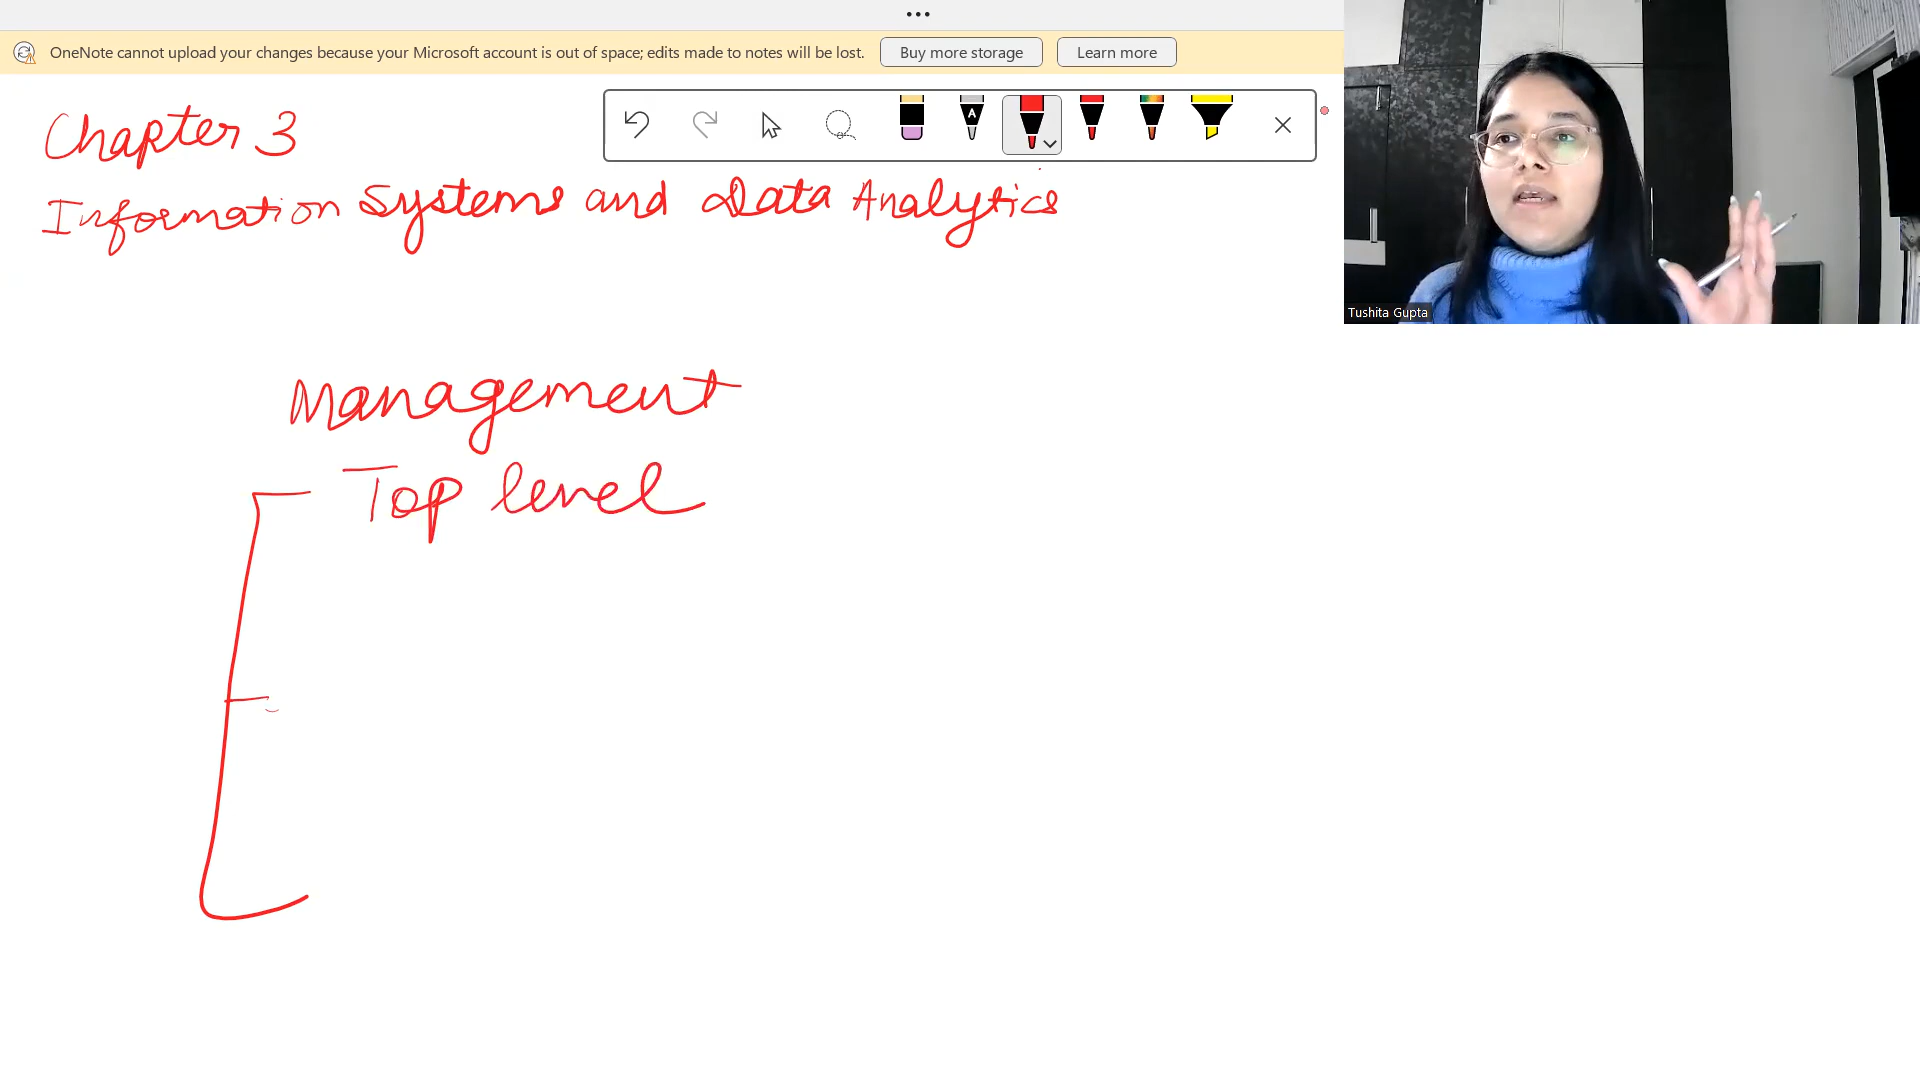 OneNote cannot upload your changes because your Microsoft account is out of space; edits made to notes will be lost. Buy more storage Learn more
Chapter 3
A
Information Systems and Data Analytics
Tushita Gupta
Management
Top level